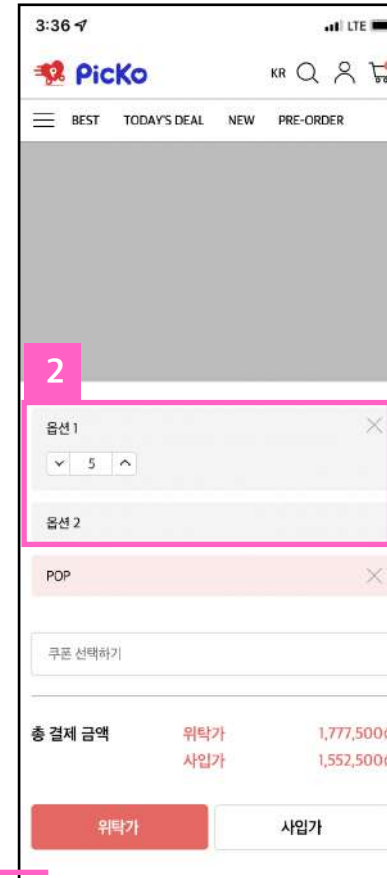 3:36 LTE
PicKo KR
BEST TODAY'S DEAL NEW PRE-ORDER
2
옵션 1
5
옵션 2
POP
쿠폰 선택하기
총 결제 금액 위탁가 1,777,500₫
사입가 1,552,500₫
위탁가 사입가